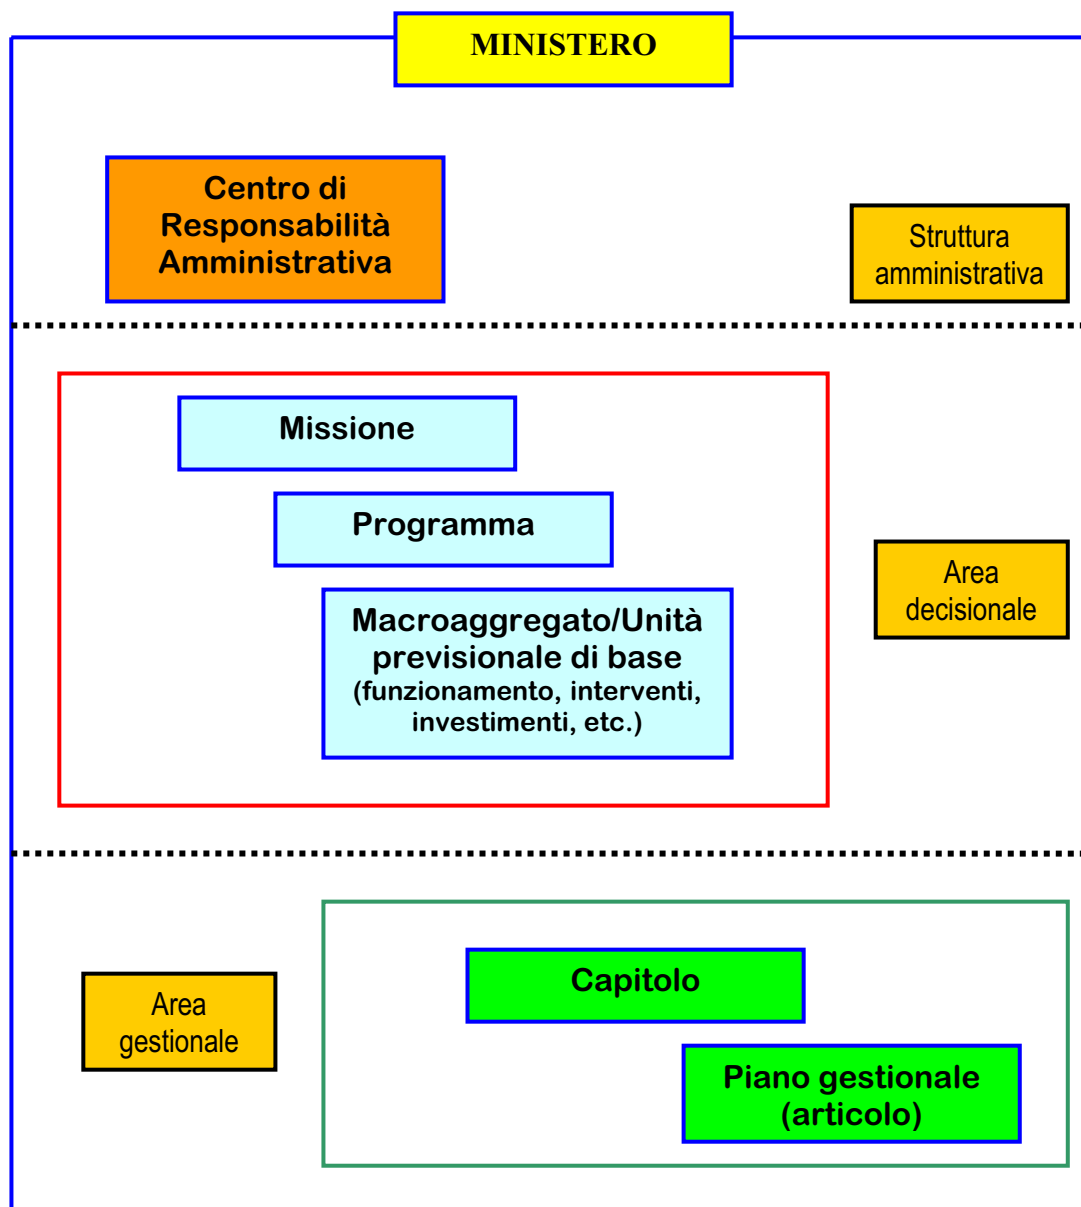 MINISTERO
Centro di
Responsabilità
Amministrativa
Struttura
amministrativa
Missione
Programma
Macroaggregato/Unità
previsionale di base
(funzionamento, interventi,
investimenti, etc.)
Area
decisionale
Area
gestionale
Capitolo
Piano gestionale
(articolo)